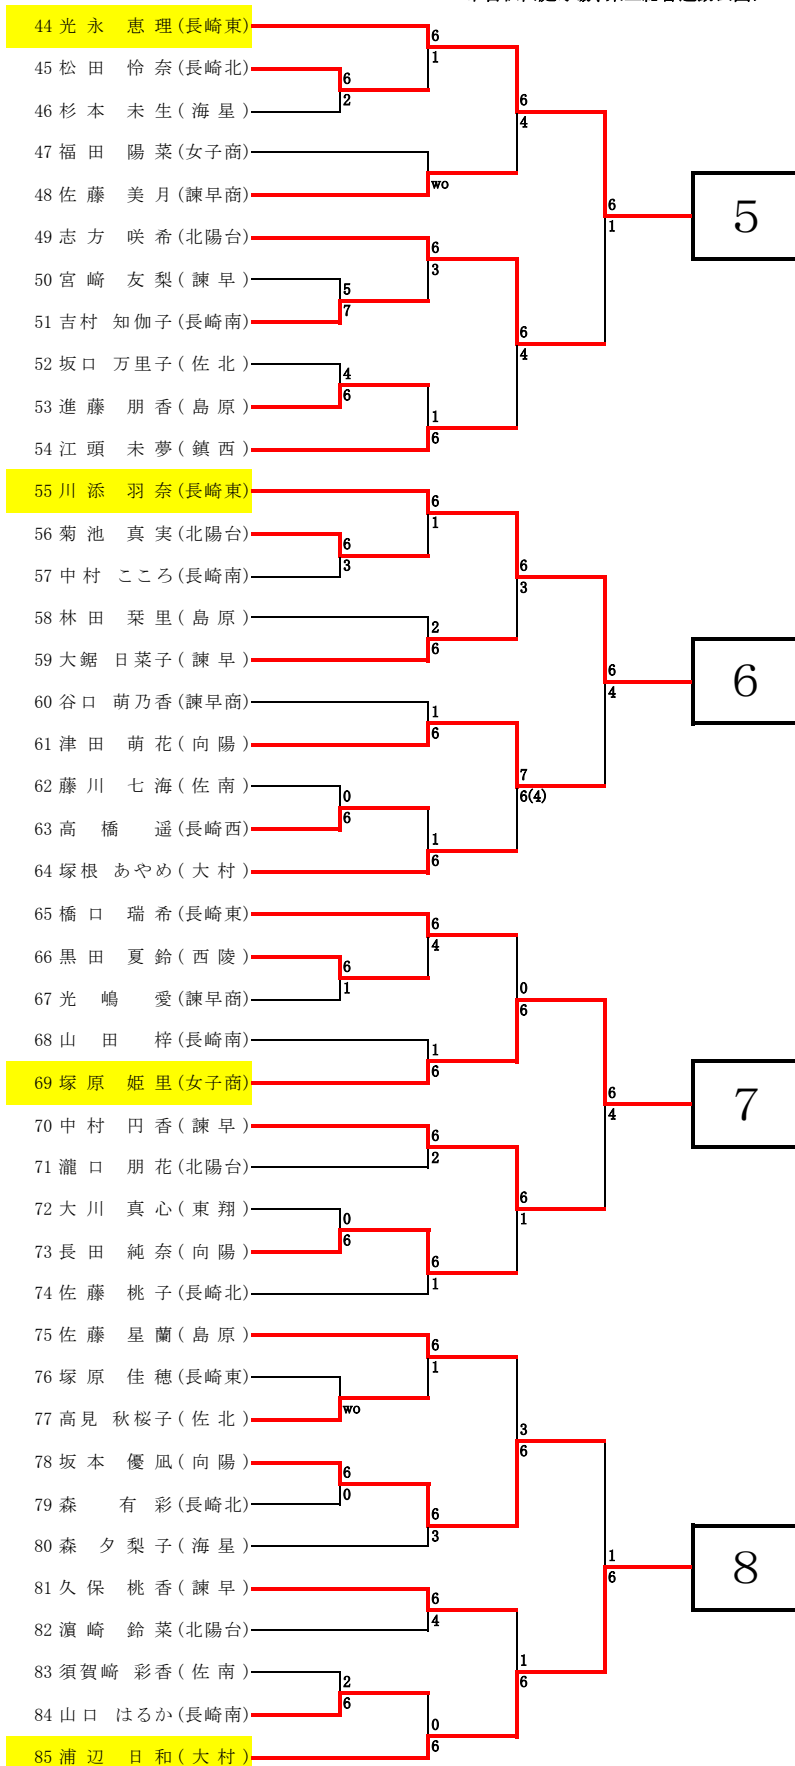 44 光永 恵理 (長崎東)
6
1
45 松田 怜奈 (長崎北)
6
2
46 杉本 未生 (海星)
6
4
47 福田 陽菜 (女子商)
wo
48 佐藤 美月 (諫早商)
6
1
5
49 志方 咲希 (北陽台)
6
3
50 宮﨑 友梨 (諫早)
5
7
51 吉村 知伽子 (長崎南)
6
4
52 坂口 万里子 (佐北)
4
6
53 進藤 朋香 (島原)
1
6
54 江頭 未夢 (鎮西)
55 川添 羽奈 (長崎東)
6
1
56 菊池 真実 (北陽台)
6
3
57 中村 こころ (長崎南)
6
3
58 林田 栞里 (島原)
2
6
59 大鋸 日菜子 (諫早)
6
4
6
60 谷口 萌乃香 (諫早商)
1
6
61 津田 萌花 (向陽)
7
6(4)
62 藤川 七海 (佐南)
0
6
63 高橋 遥 (長崎西)
1
6
64 塚根 あやめ (大村)
65 橋口 瑞希 (長崎東)
6
4
66 黒田 夏鈴 (西陵)
6
1
67 光嶋 愛 (諫早商)
0
6
68 山田 梓 (長崎南)
1
6
69 塚原 姫里 (女子商)
6
4
7
70 中村 円香 (諫早)
6
2
71 瀧口 朋花 (北陽台)
6
1
72 大川 真心 (東翔)
0
6
73 長田 純奈 (向陽)
6
1
74 佐藤 桃子 (長崎北)
75 佐藤 星蘭 (島原)
6
1
76 塚原 佳穂 (長崎東)
wo
77 高見 秋桜子 (佐北)
3
6
78 坂本 優凪 (向陽)
6
0
79 森 有彩 (長崎北)
6
3
80 森 夕梨子 (海星)
1
6
8
81 久保 桃香 (諫早)
6
4
82 濵崎 鈴菜 (北陽台)
1
6
83 須賀﨑 彩香 (佐南)
2
6
84 山口 はるか (長崎南)
0
6
85 浦辺 日和 (大村)